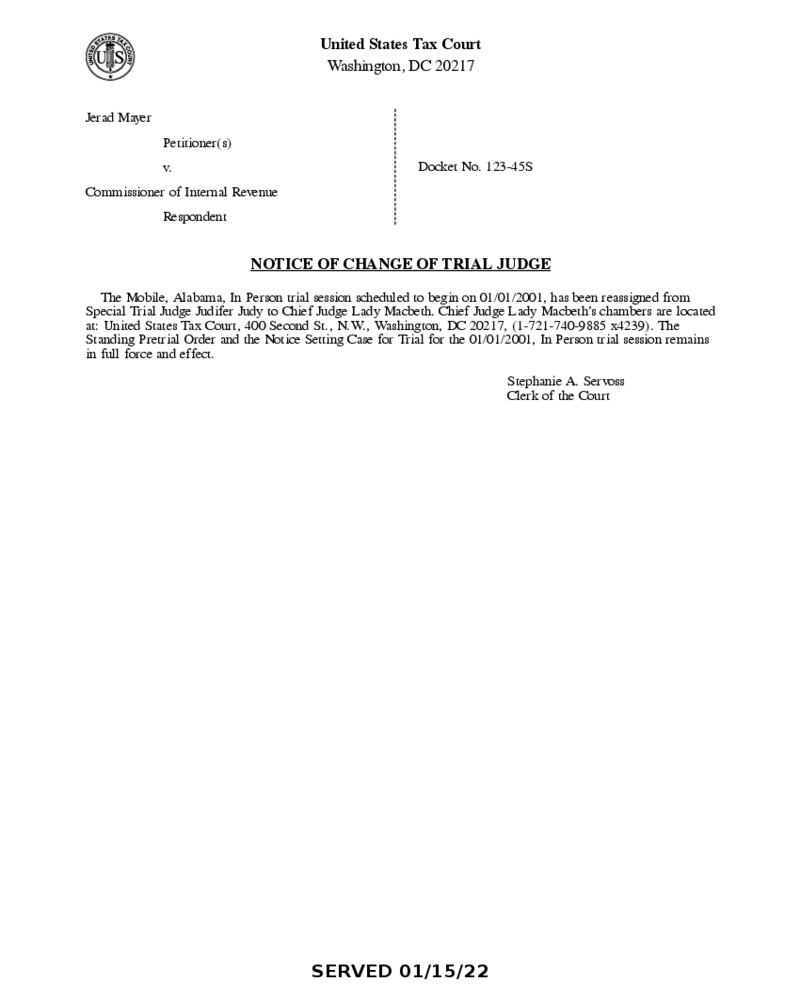 United States Tax Court
Washington, DC 20217
UNITED STATES TAX COURT
US
Jerad Mayer
Petitioner(s)
v.
Docket No. 123-45S
Commissioner of Internal Revenue
Respondent
NOTICE OF CHANGE OF TRIAL JUDGE
The Mobile, Alabama, In Person trial session scheduled to begin on 01/01/2001, has been reassigned from
Special Trial Judge Judifer Judy to Chief Judge Lady Macbeth. Chief Judge Lady Macbeth's chambers are located
at: United States Tax Court, 400 Second St., N.W., Washington, DC 20217, (1-721-740-9885 x4239). The
Standing Pretrial Order and the Notice Setting Case for Trial for the 01/01/2001, In Person trial session remains
in full force and effect.
Stephanie A. Servoss
Clerk of the Court
SERVED 01/15/22